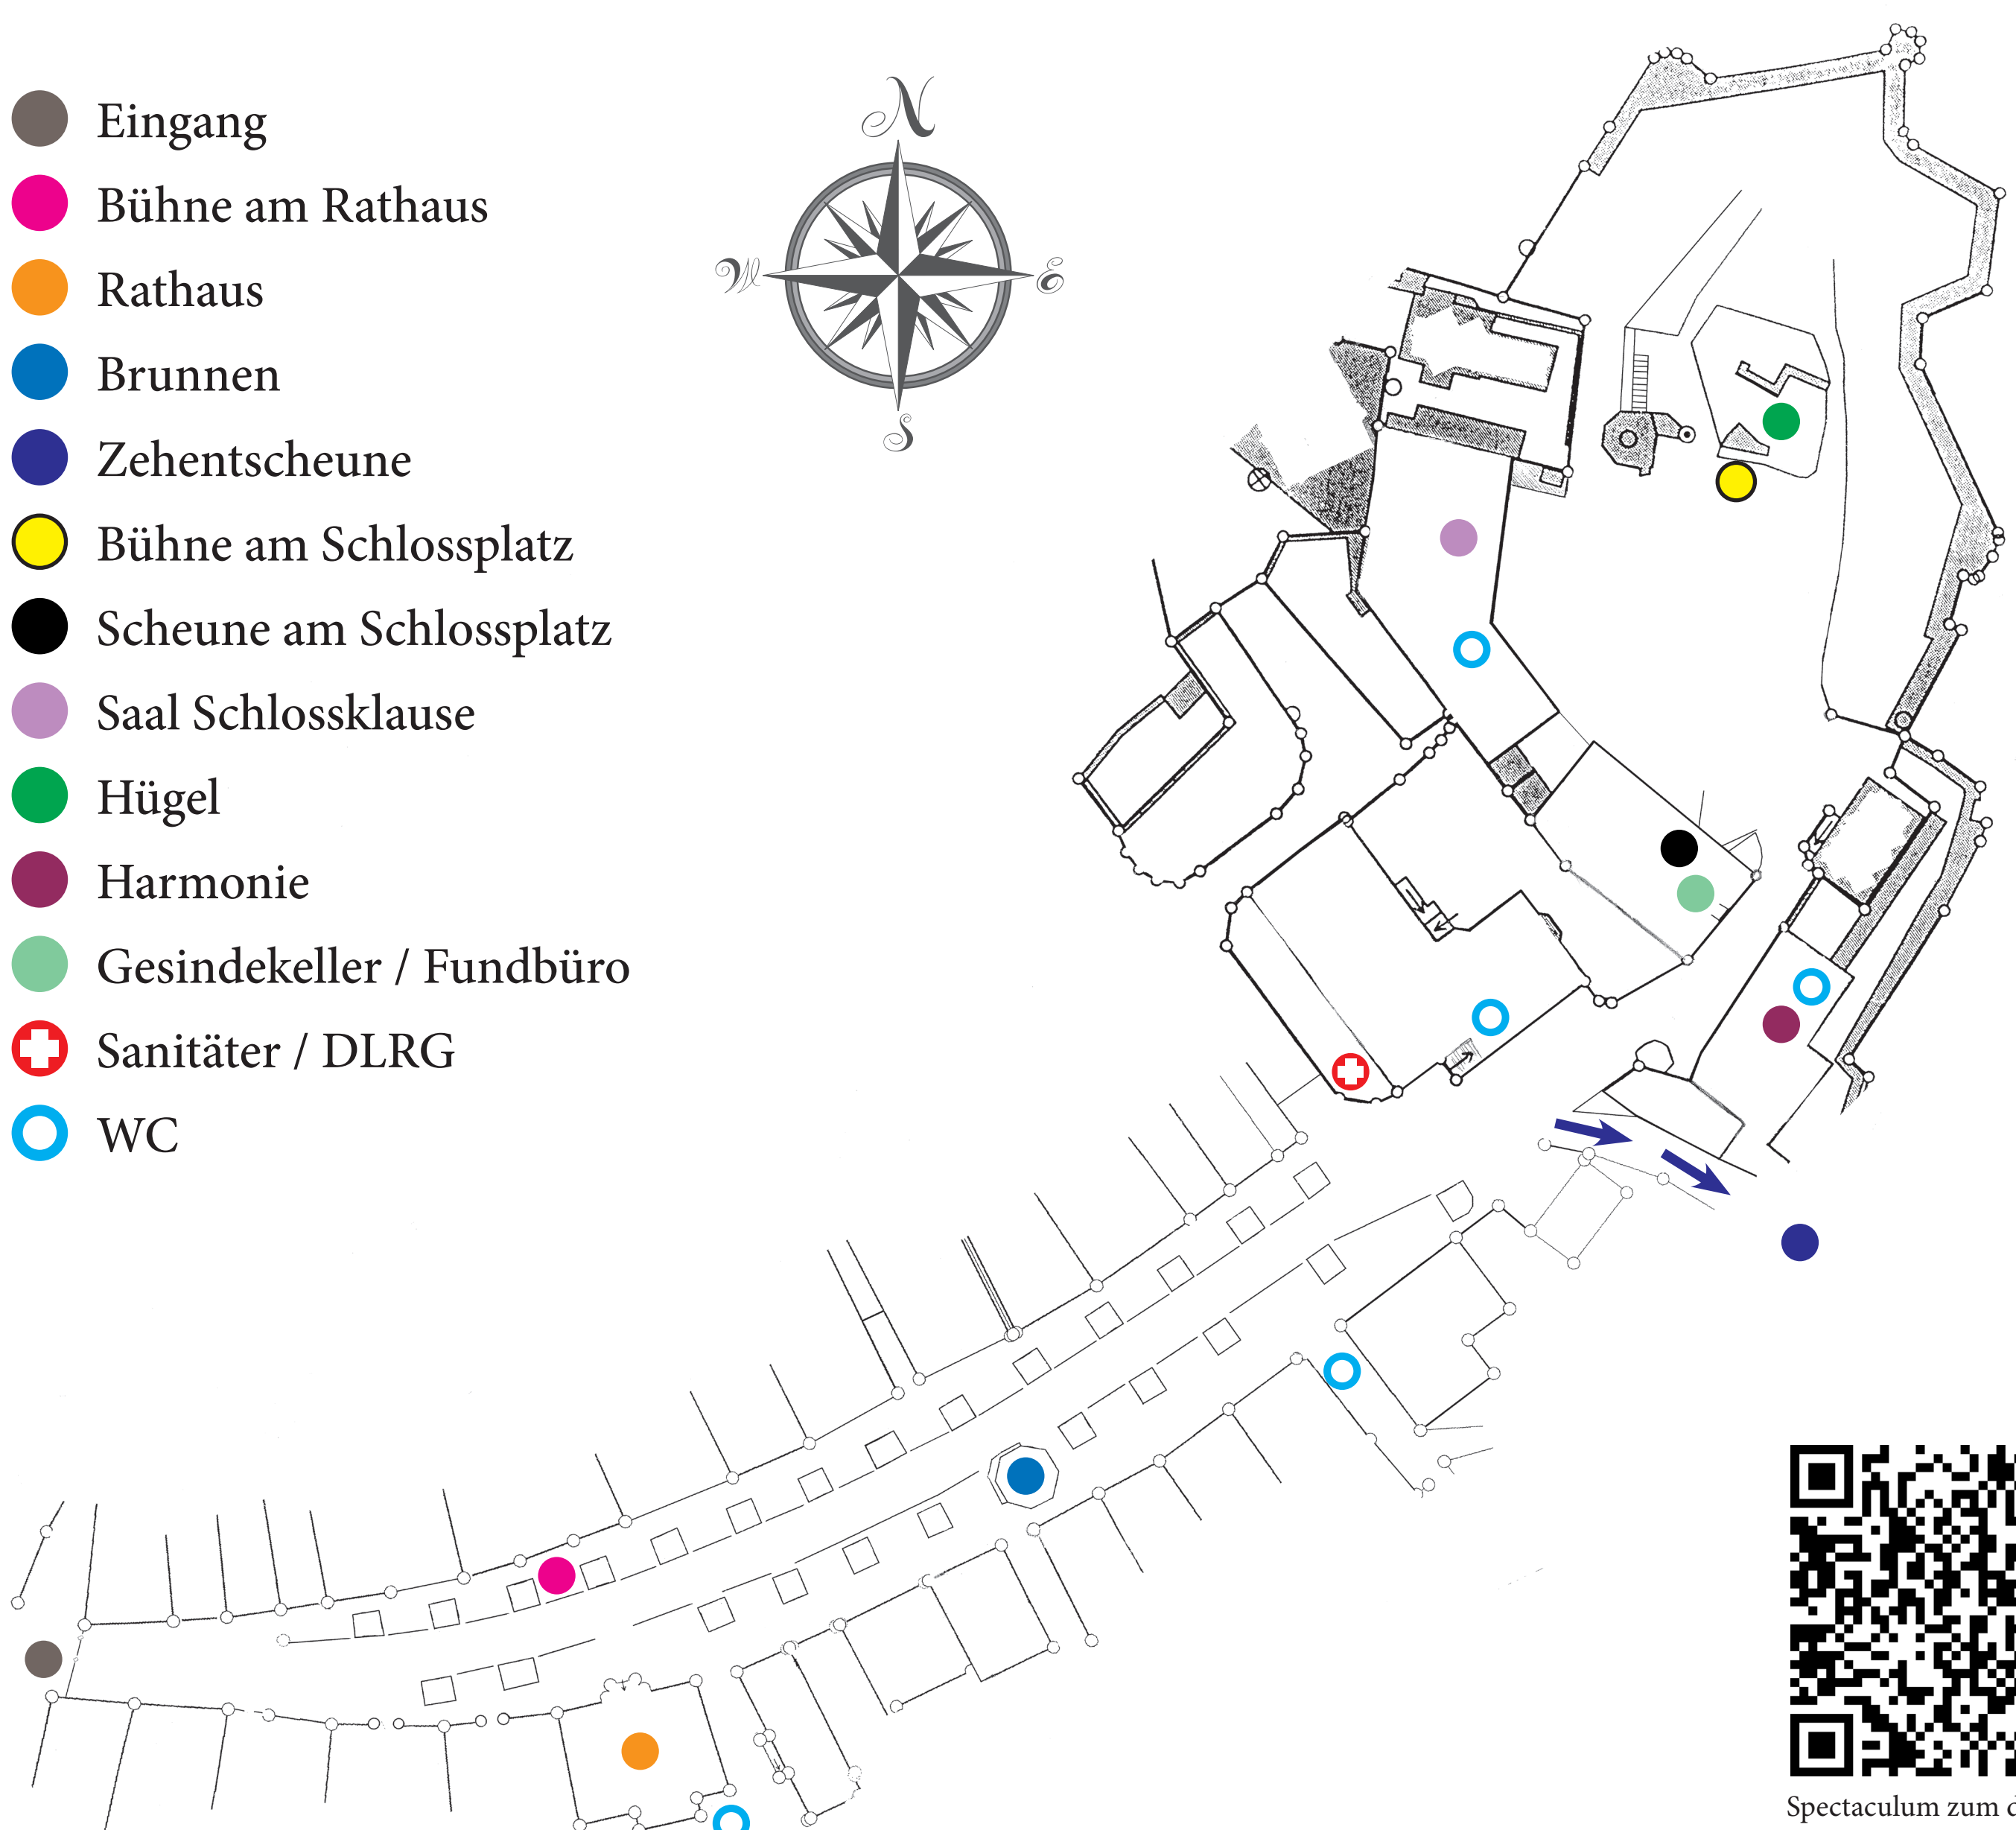 N
W
E
S
Eingang
Bühne am Rathaus
Rathaus
Brunnen
Zehentscheune
Bühne am Schlossplatz
Scheune am Schlossplatz
Saal Schlossklause
Hügel
Harmonie
Gesindekeller / Fundbüro
Sanitäter / DLRG
WC
Spectaculum zum